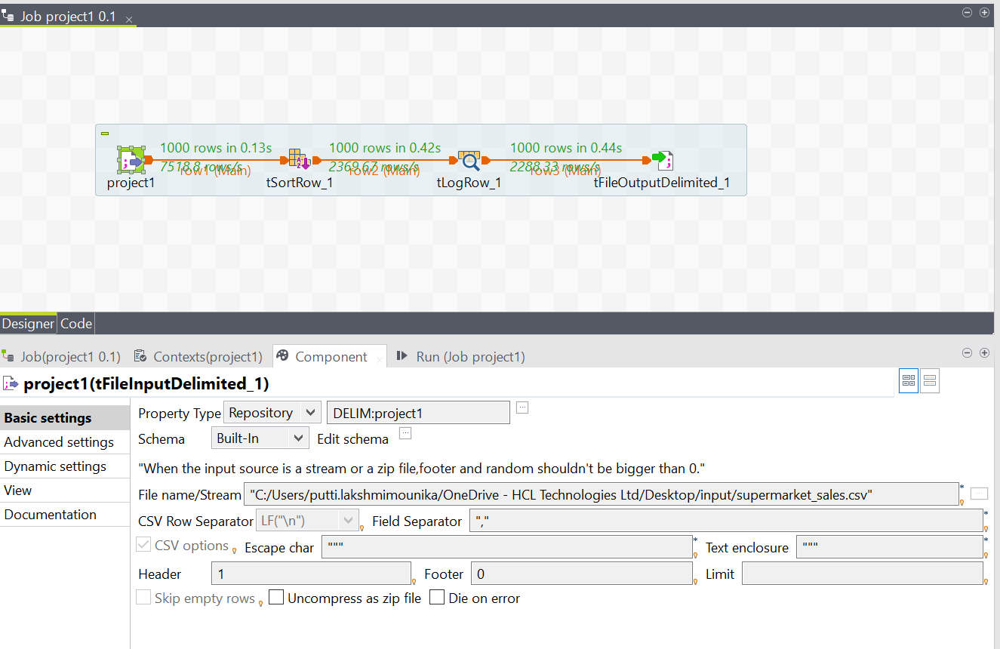 Job project1 0.1
1000 rows in 0.13s 1000 rows in 0.42s 1000 rows in 0.44s
7518.8 rows/s 2369.67 rows/s 2288.33 rows/s
row1 (Main) row2 (Main) row3 (Main)
project1 tSortRow_1 tLogRow_1 tFileOutputDelimited_1
Designer Code
Job(project1 0.1) Contexts(project1) Component Run (Job project1)
project1(tFileInputDelimited_1)
Basic settings
Advanced settings
Dynamic settings
View
Documentation
Property Type Repository DELIM:project1 ...
Schema Built-In Edit schema ...
"When the input source is a stream or a zip file,footer and random shouldn't be bigger than 0."
File name/Stream "C:/Users/putti.lakshmimounika/OneDrive - HCL Technologies Ltd/Desktop/input/supermarket_sales.csv" * ...
CSV Row Separator LF("\n") Field Separator "," *
CSV options Escape char """ * Text enclosure """ *
Header 1 Footer 0 Limit
Skip empty rows Uncompress as zip file Die on error